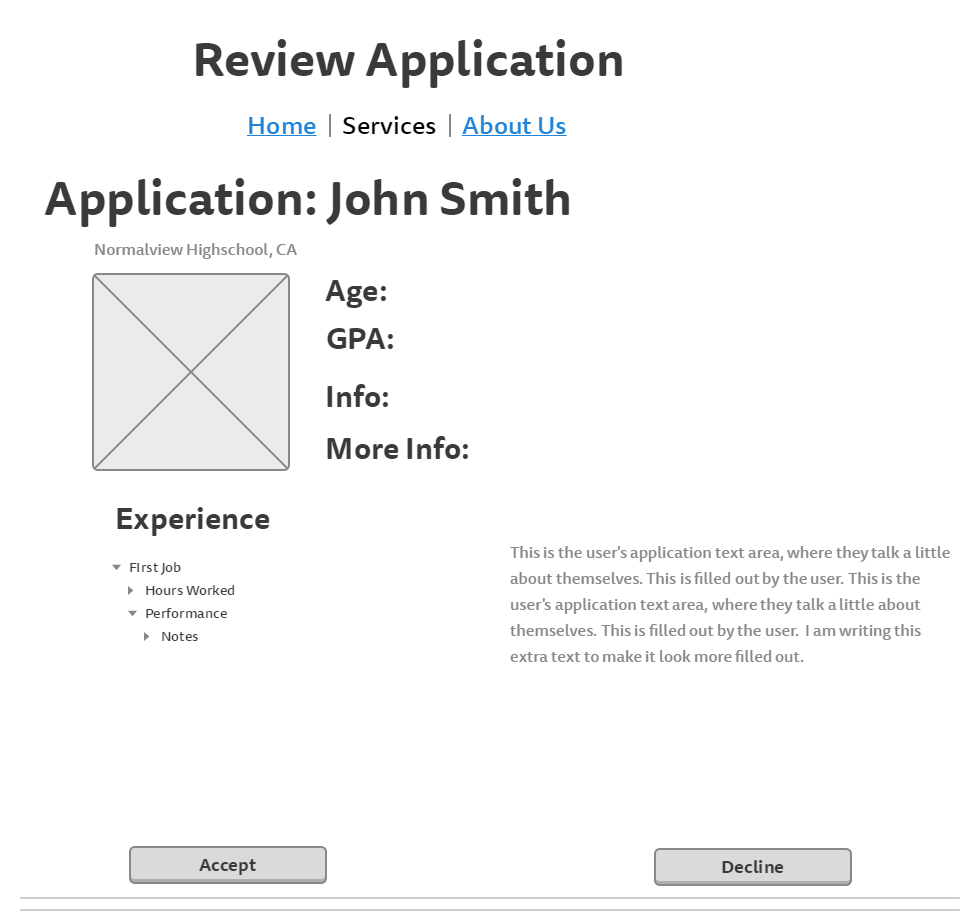 Review Application
Home | Services | About Us
Application: John Smith
Normalview Highschool, CA
Age:
GPA:
Info:
More Info:
Experience
FIrst Job
Hours Worked
Performance
Notes
This is the user's application text area, where they talk a little
about themselves. This is filled out by the user. This is the
user's application text area, where they talk a little about
themselves. This is filled out by the user. I am writing this
extra text to make it look more filled out.
Accept
Decline